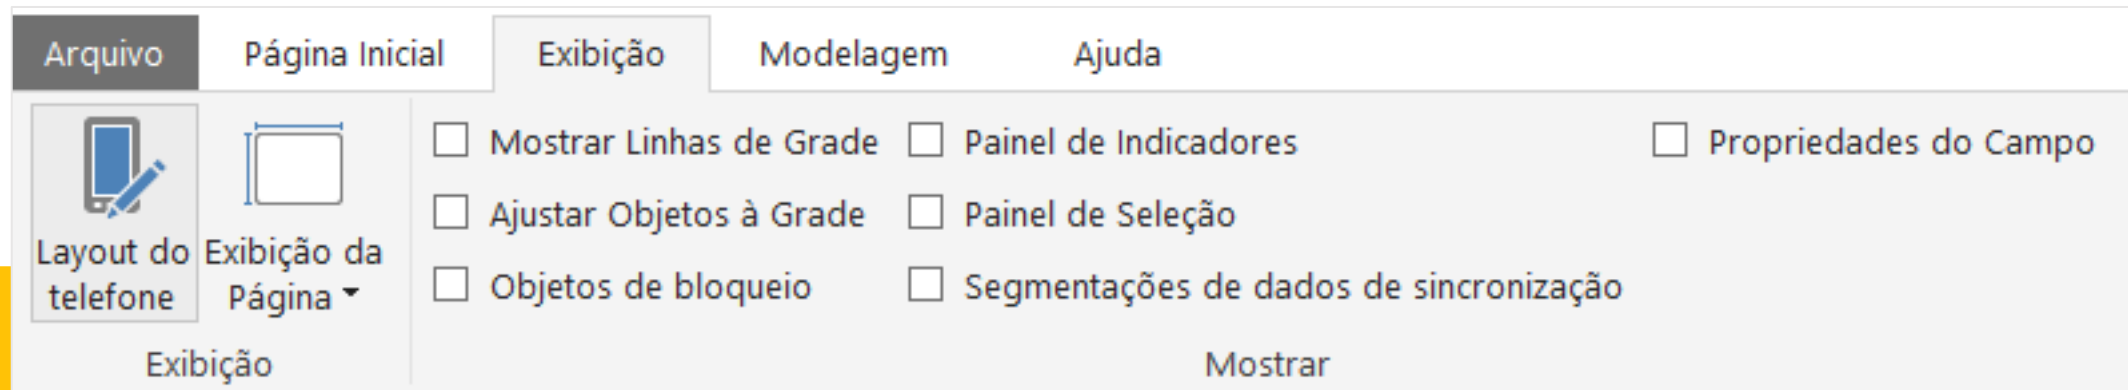 Arquivo Página Inicial Exibição Modelagem Ajuda
Layout do telefone
Exibição da Página
Exibição
Mostrar Linhas de Grade
Ajustar Objetos à Grade
Objetos de bloqueio
Painel de Indicadores
Painel de Seleção
Segmentações de dados de sincronização
Propriedades do Campo
Mostrar